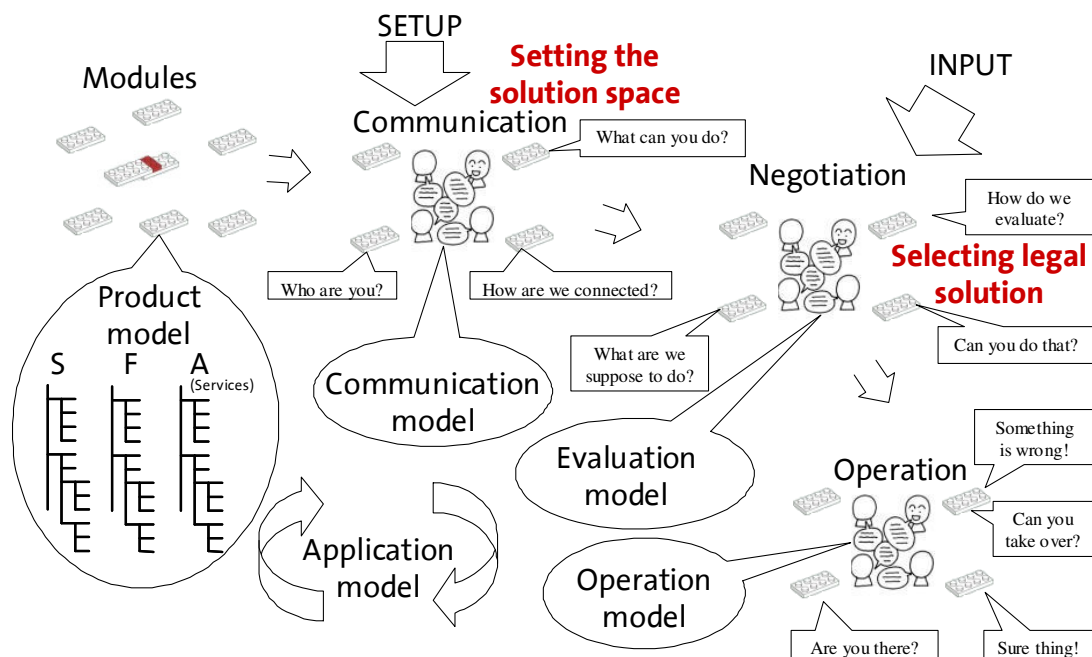 SETUP
Setting the
solution space
INPUT
Modules
Communication
What can you do?
Negotiation
How do we
evaluate?
Who are you?
How are we connected?
Selecting legal
solution
Product
model
S F A
(Services)
What are we
suppose to do?
Can you do that?
Communication
model
Evaluation
model
Operation
Something
is wrong!
Can you
take over?
Application
model
Operation
model
Are you there?
Sure thing!